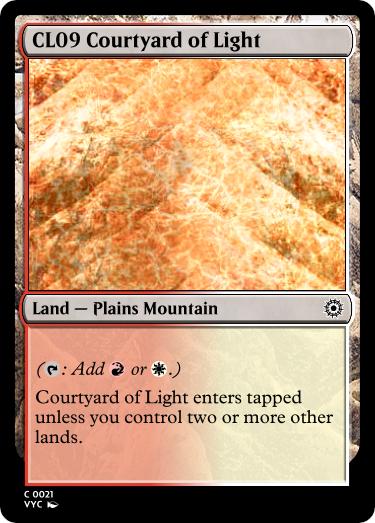 CL09 Courtyard of Light
Land — Plains Mountain
(: Add or .)
Courtyard of Light enters tapped
unless you control two or more other
lands.
C 0021
VYC